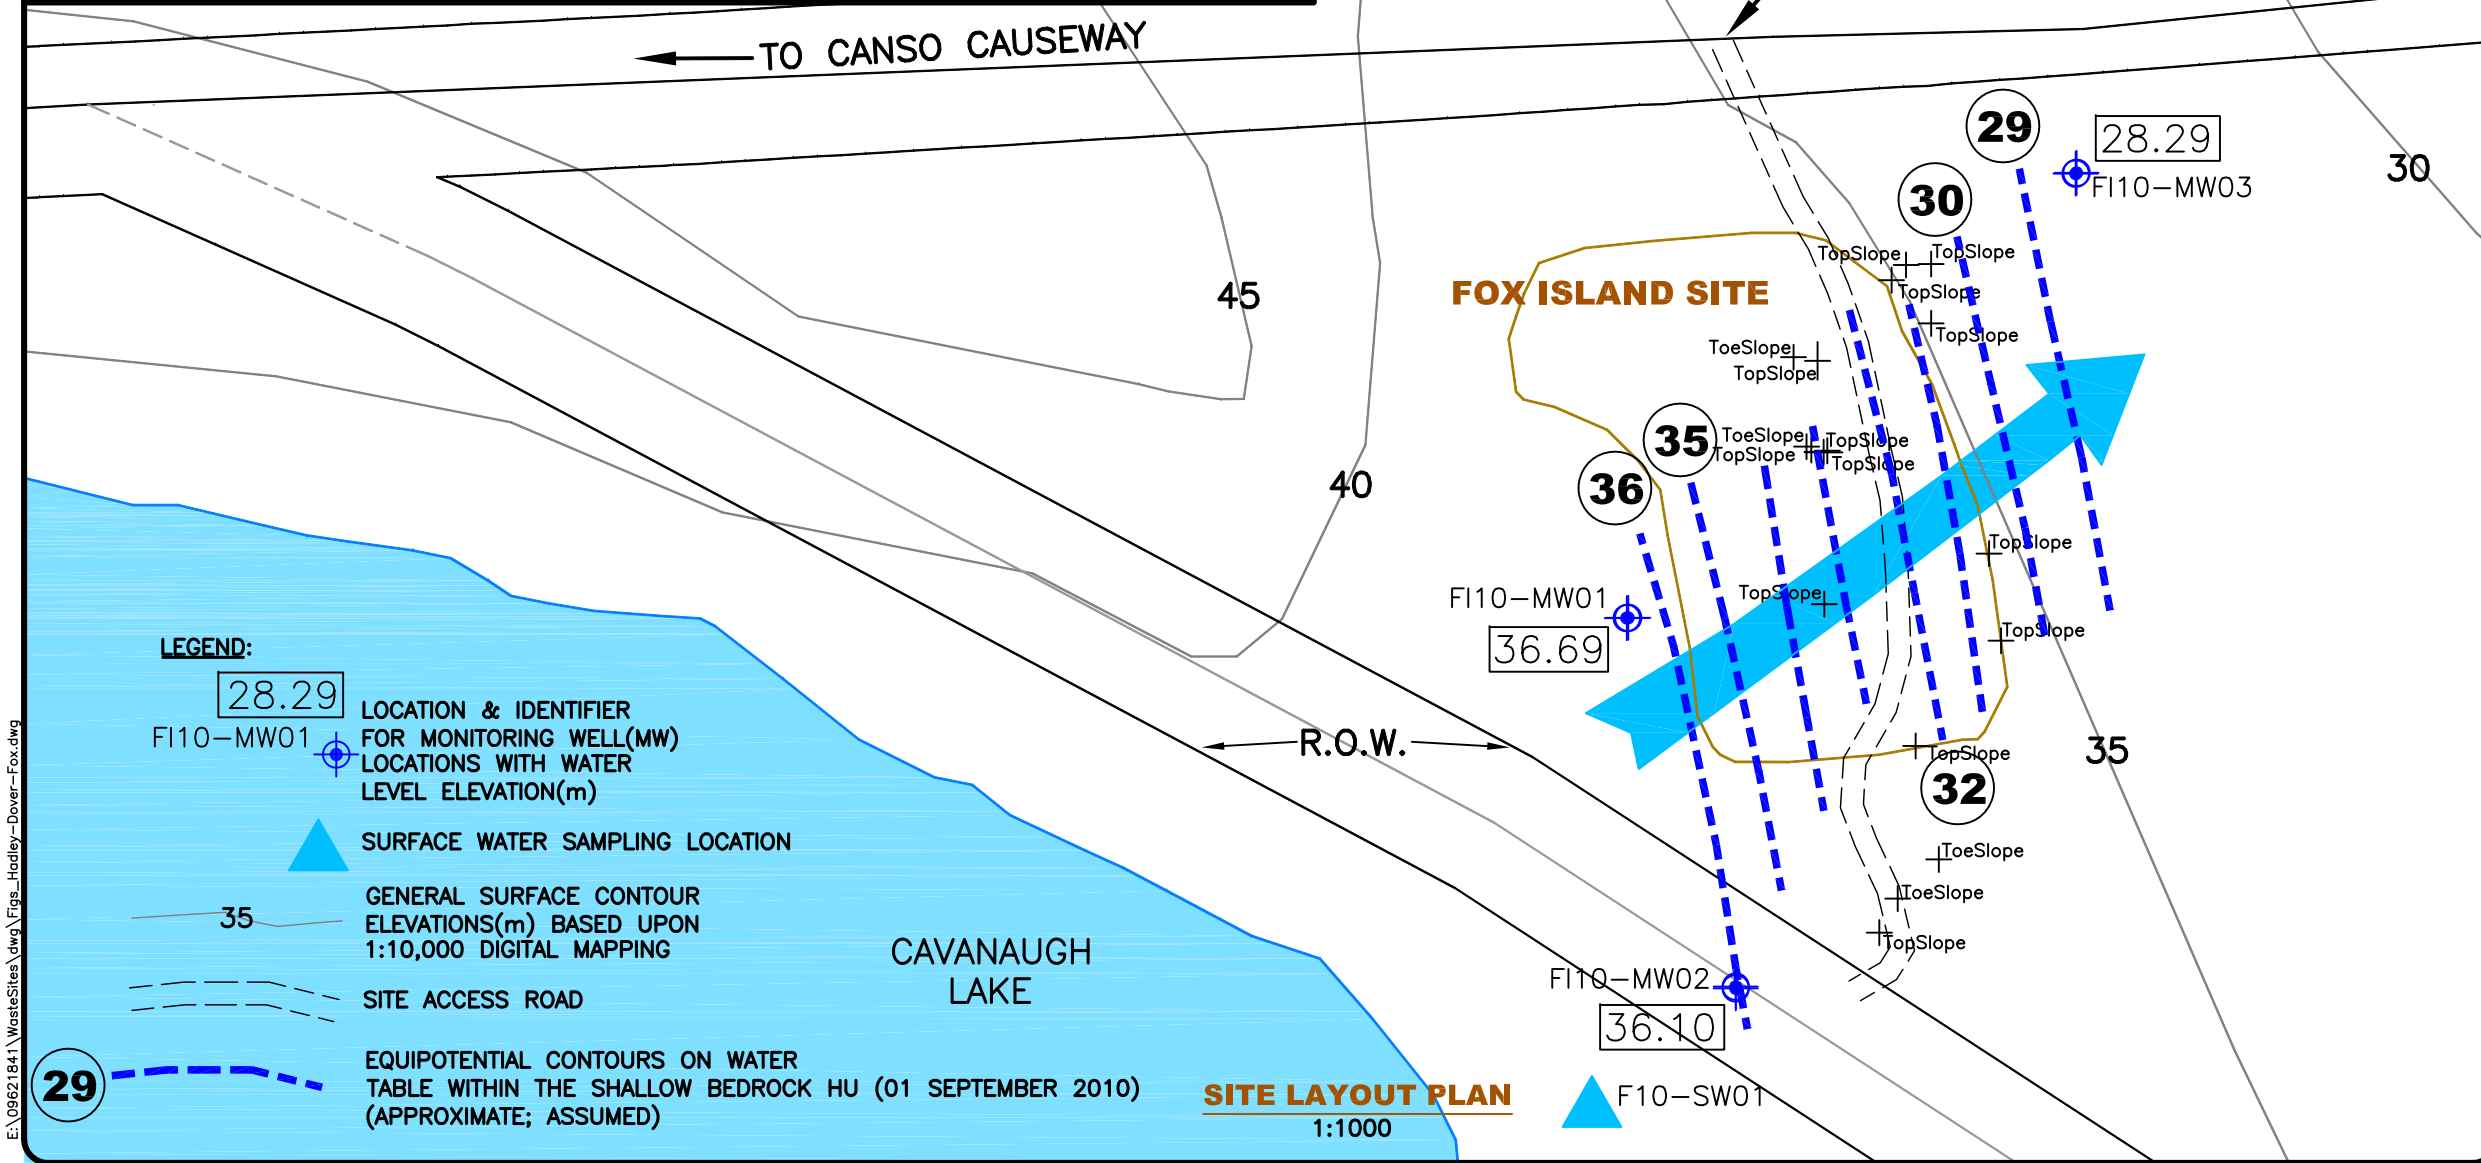 TO CANSO CAUSEWAY
29
28.29
FI10-MW03
30
30
TopSlope
TopSlope
TopSlope
TopSlope
FOX ISLAND SITE
45
ToeSlope
TopSlope
35
ToeSlope
TopSlope
TopSlope
TopSlope
36
40
TopSlope
TopSlope
FI10-MW01
36.69
TopSlope
R.O.W.
TopSlope
35
32
ToeSlope
ToeSlope
TopSlope
FI10-MW02
36.10
F10-SW01
CAVANAUGH
LAKE
LEGEND:
28.29
FI10-MW01
LOCATION & IDENTIFIER
FOR MONITORING WELL(MW)
LOCATIONS WITH WATER
LEVEL ELEVATION(m)
SURFACE WATER SAMPLING LOCATION
35
GENERAL SURFACE CONTOUR
ELEVATIONS(m) BASED UPON
1:10,000 DIGITAL MAPPING
SITE ACCESS ROAD
29
EQUIPOTENTIAL CONTOURS ON WATER
TABLE WITHIN THE SHALLOW BEDROCK HU (01 SEPTEMBER 2010)
(APPROXIMATE; ASSUMED)
SITE LAYOUT PLAN
1:1000
E:\09621841\WasteSites\dwg\Figs_Hadley-Dover-Fox.dwg